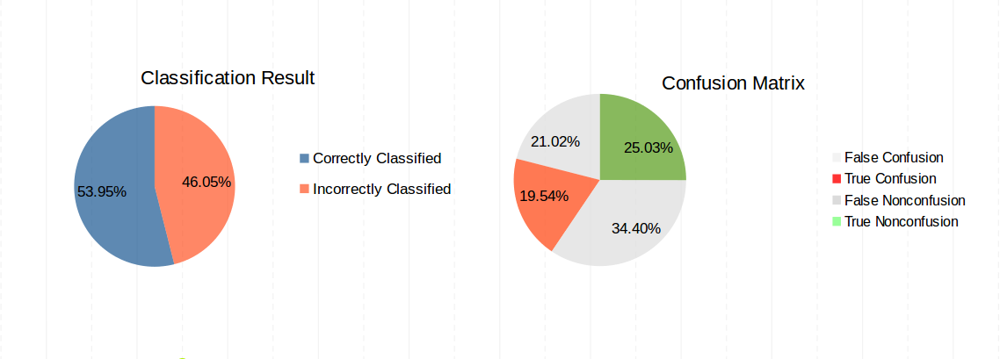 Classification Result
53.95%
46.05%
Correctly Classified
Incorrectly Classified
Confusion Matrix
21.02%
25.03%
19.54%
34.40%
False Confusion
True Confusion
False Nonconfusion
True Nonconfusion